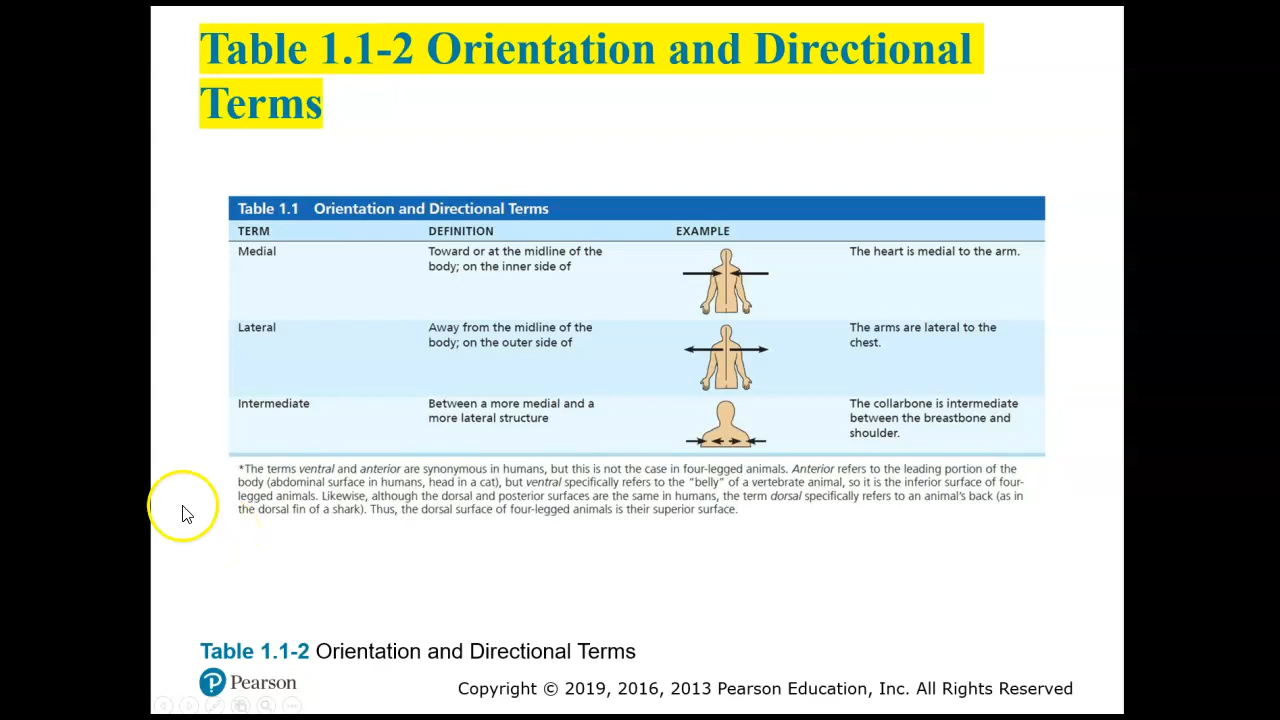 Table 1.1-2 Orientation and Directional
Terms
Table 1.1 Orientation and Directional Terms
TERM DEFINITION EXAMPLE
Medial
Toward or at the midline of the
body; on the inner side of
The heart is medial to the arm.
Lateral
Away from the midline of the
body; on the outer side of
The arms are lateral to the
chest.
Intermediate
Between a more medial and a
more lateral structure
The collarbone is intermediate
between the breastbone and
shoulder.
*The terms ventral and anterior are synonymous in humans, but this is not the case in four-legged animals. Anterior refers to the leading portion of the
body (abdominal surface in humans, head in a cat), but ventral specifically refers to the "belly" of a vertebrate animal, so it is the inferior surface of four-
legged animals. Likewise, although the dorsal and posterior surfaces are the same in humans, the term dorsal specifically refers to an animal's back (as in
the dorsal fin of a shark). Thus, the dorsal surface of four-legged animals is their superior surface.
Table 1.1-2 Orientation and Directional Terms
P Pearson
Copyright © 2019, 2016, 2013 Pearson Education, Inc. All Rights Reserved